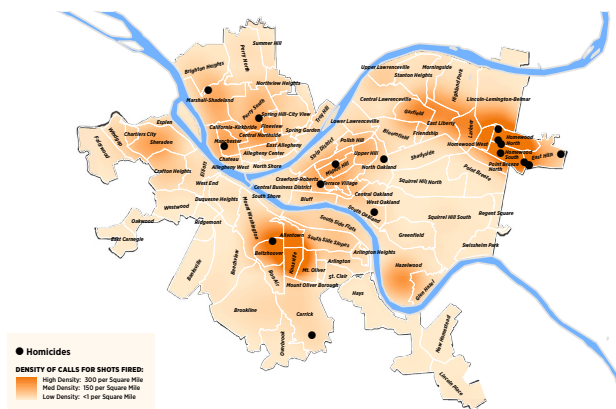 Summer Hill
Brighton Heights
Perry North
Northview Heights
Marshall-Shadeland
Perry South
Spring Hill-City View
California-Kirkbride
Fineview
Troy Hill
Spring Garden
Central Northside
Manchester
East Allegheny
Allegheny Center
Chateau
North Shore
Allegheny West
Esplen
Windgap
Chartiers City
Fairywood
Sheraden
Crafton Heights
Elliott
West End
Westwood
Duquesne Heights
Oakwood
Ridgemont
East Carnegie
Upper Lawrenceville
Morningside
Stanton Heights
Highland Park
Central Lawrenceville
Lincoln-Lemington-Belmar
Garfield
East Liberty
Larimer
Lower Lawrenceville
Bloomfield
Friendship
Homewood
North
Homewood West
Homewood
South
East Hills
Point Breeze
North
Point Breeze
Strip District
Polish Hill
Upper Hill
Shadyside
North Oakland
Crawford-Roberts
Terrace Village
Central Business District
Squirrel Hill North
South Shore
Bluff
Central Oakland
West Oakland
South Oakland
Squirrel Hill South
Regent Square
Mount Washington
South Side Flats
Allentown
South Side Slopes
Greenfield
Swisshelm Park
Beltzhoover
Knoxville
Arlington Heights
Arlington
Mt. Oliver
St. Clair
Mount Oliver Borough
Hazelwood
Glen Hazel
Hays
Banksville
Beechview
Bon Air
Brookline
Carrick
Overbrook
New Homestead
Lincoln Place
Homicides
DENSITY OF CALLS FOR SHOTS FIRED:
High Density: 300 per Square Mile
Med Density: 150 per Square Mile
Low Density: <1 per Square Mile